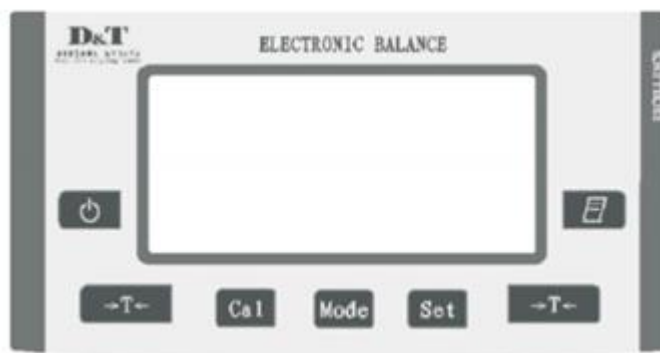 D&T
ELECTRONIC BALANCE
→T←
Cal
Mode
Set
→T←